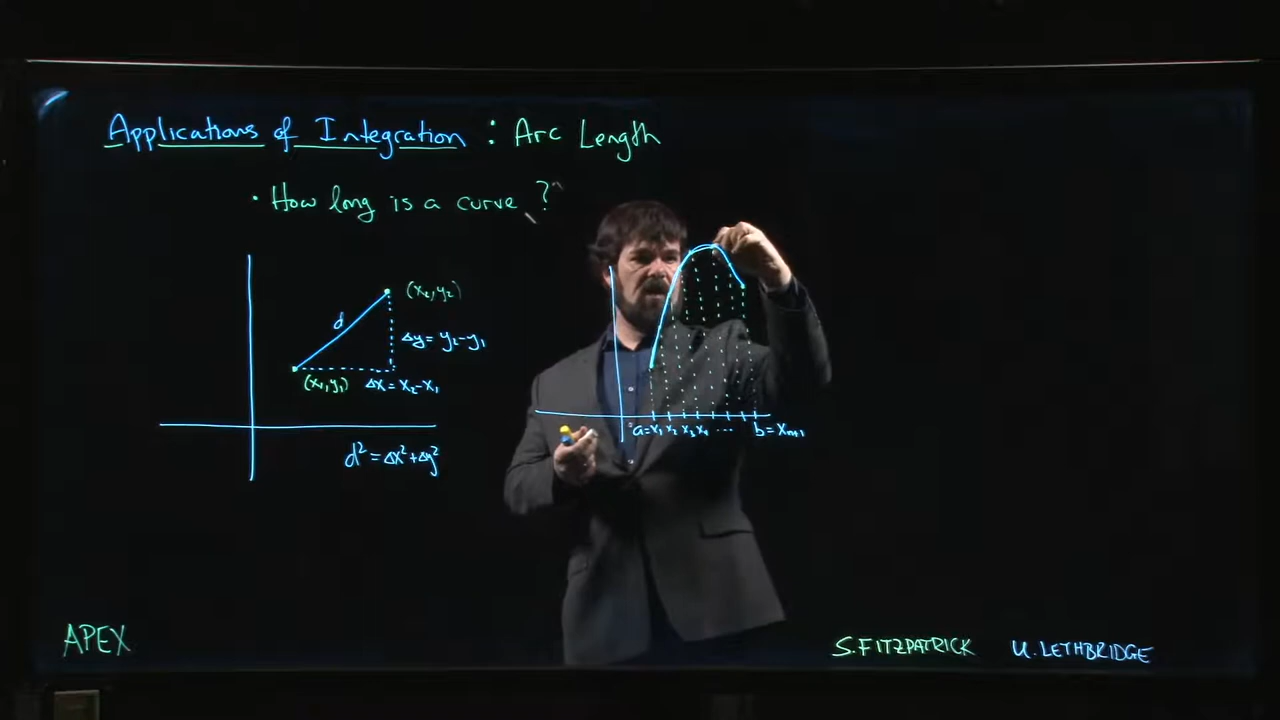 Applications of Integration : Arc Length
• How long is a curve ?
(x₂,y₂)
d
Δy = y₂-y₁
(x₁,y₁) Δx = x₂-x₁
a=x₁ x₂ x₃ x₄ ... b=xₙ₊₁
d² = Δx²+Δy²
APEX
S.FITZPATRICK U.LETHBRIDGE